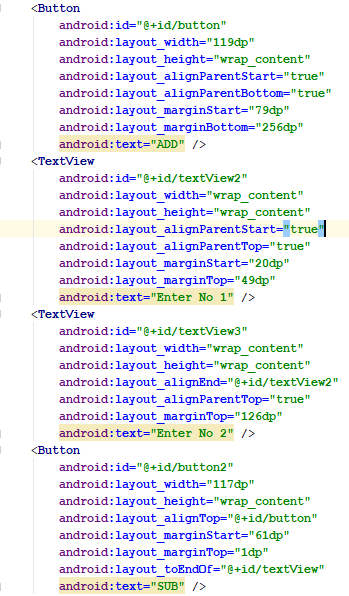 <Button
android:id="@+id/button"
android:layout_width="119dp"
android:layout_height="wrap_content"
android:layout_alignParentStart="true"
android:layout_alignParentBottom="true"
android:layout_marginStart="79dp"
android:layout_marginBottom="256dp"
android:text="ADD" />
<TextView
android:id="@+id/textView2"
android:layout_width="wrap_content"
android:layout_height="wrap_content"
android:layout_alignParentStart="true"
android:layout_alignParentTop="true"
android:layout_marginStart="20dp"
android:layout_marginTop="49dp"
android:text="Enter No 1" />
<TextView
android:id="@+id/textView3"
android:layout_width="wrap_content"
android:layout_height="wrap_content"
android:layout_alignEnd="@+id/textView2"
android:layout_alignParentTop="true"
android:layout_marginTop="126dp"
android:text="Enter No 2" />
<Button
android:id="@+id/button2"
android:layout_width="117dp"
android:layout_height="wrap_content"
android:layout_alignTop="@+id/button"
android:layout_marginStart="61dp"
android:layout_marginTop="1dp"
android:layout_toEndOf="@+id/textView"
android:text="SUB" />